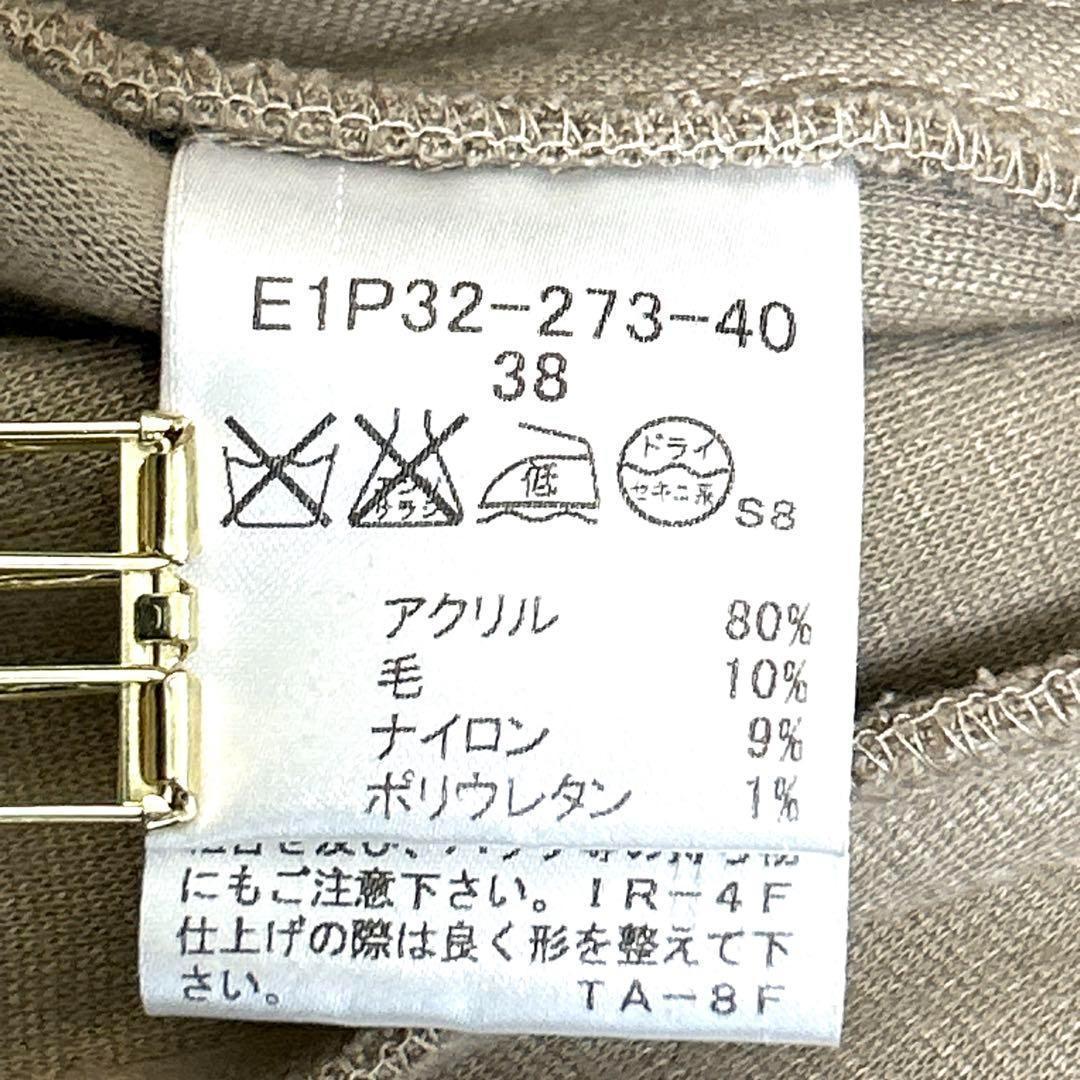 E1P32-273-40
38
低
ドライ
セキユ系
S8
アクリル 80%
毛 10%
ナイロン 9%
ポリウレタン 1%
にもご注意下さい。 IR-4F
仕上げの際は良く形を整えて下
さい。 TA-8F